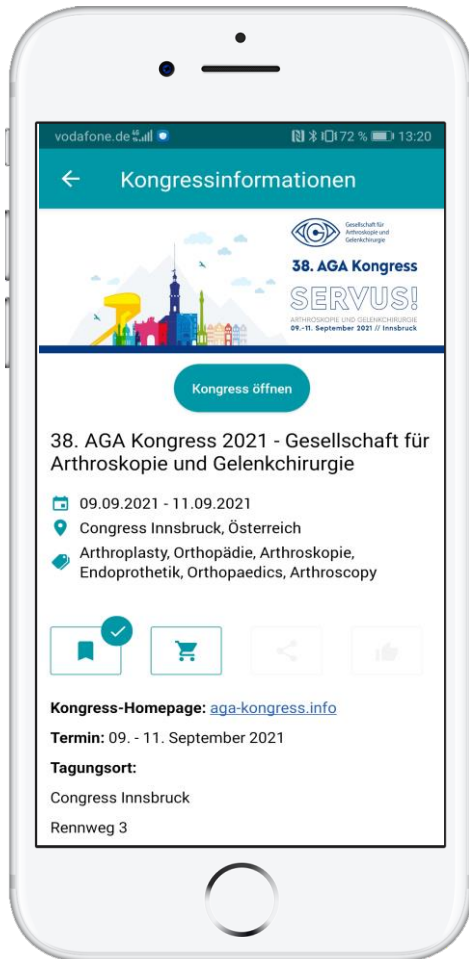 vodafone.de 72 % 13:20
Kongressinformationen
Gesellschaft für
Arthroskopie und
Gelenkchirurgie
38. AGA Kongress
SERVUS!
ARTHROSKOPIE UND GELENKCHIRURGIE
09.-11. September 2021 // Innsbruck
Kongress öffnen
38. AGA Kongress 2021 - Gesellschaft für
Arthroskopie und Gelenkchirurgie
09.09.2021 - 11.09.2021
Congress Innsbruck, Österreich
Arthroplasty, Orthopädie, Arthroskopie,
Endoprothetik, Orthopaedics, Arthroscopy
Kongress-Homepage: aga-kongress.info
Termin: 09. - 11. September 2021
Tagungsort:
Congress Innsbruck
Rennweg 3